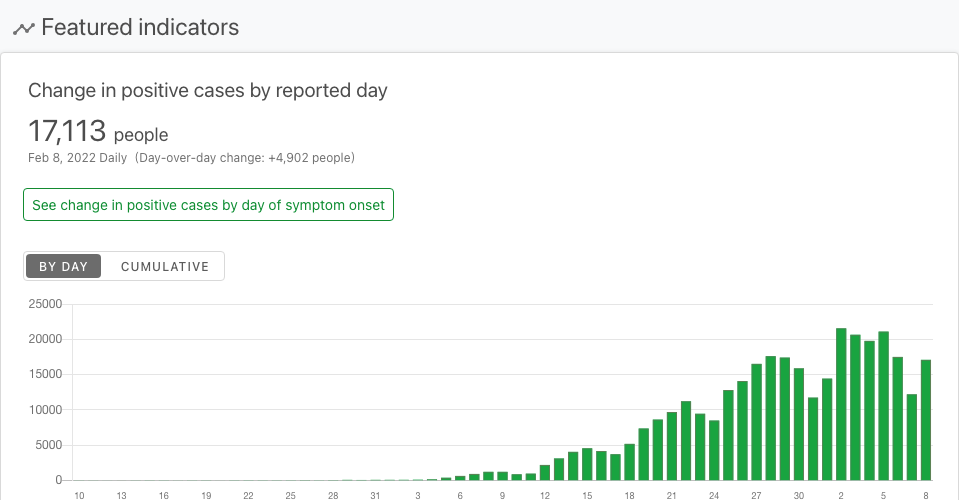 Featured indicators
Change in positive cases by reported day
17,113 people
Feb 8, 2022 Daily (Day-over-day change: +4,902 people)
See change in positive cases by day of symptom onset
BY DAY CUMULATIVE
25000
20000
15000
10000
5000
0
10 13 16 19 22 25 28 31 3 6 9 12 15 18 21 24 27 30 2 5 8